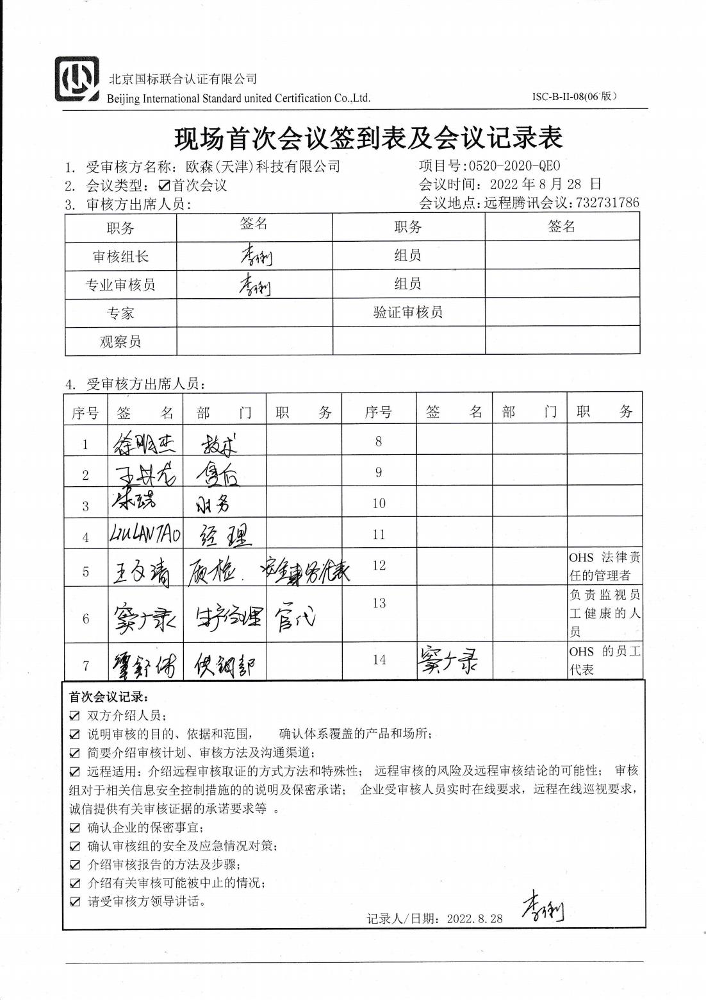 北京国标联合认证有限公司
Beijing International Standard united Certification Co.,Ltd.
ISC-B-II-08(06版)
现场首次会议签到表及会议记录表
1. 受审核方名称：欧森(天津)科技有限公司 项目号:0520-2020-QEO
2. 会议类型：☑首次会议 会议时间：2022年8月28日
3. 审核方出席人员: 会议地点:远程腾讯会议:732731786
职务 签名 职务 签名
审核组长 李俐 组员
专业审核员 李俐 组员
专家 验证审核员
观察员
4. 受审核方出席人员:
序号 签名 部门 职务 序号 签名 部门 职务
1 徐明杰 技术 8
2 售后 9
3 财务 10
4 LIULANTAO 经理 11
5 王文清 质检 安全事务代表 12 OHS 法律责
任的管理者
6 窦广录 生产经理 管代 13 负责监视员
工健康的人
员
7 供销部 14 窦广录 OHS 的员工
代表
首次会议记录:
☑ 双方介绍人员;
☑ 说明审核的目的、依据和范围， 确认体系覆盖的产品和场所;
☑ 简要介绍审核计划、审核方法及沟通渠道;
☑ 远程适用：介绍远程审核取证的方式方法和特殊性； 远程审核的风险及远程审核结论的可能性； 审核
组对于相关信息安全控制措施的的说明及保密承诺； 企业受审核人员实时在线要求，远程在线巡视要求，
诚信提供有关审核证据的承诺要求等 。
☑ 确认企业的保密事宜;
☑ 确认审核组的安全及应急情况对策;
☑ 介绍审核报告的方法及步骤;
☑ 介绍有关审核可能被中止的情况;
☑ 请受审核方领导讲话。
记录人/日期: 2022.8.28 李俐